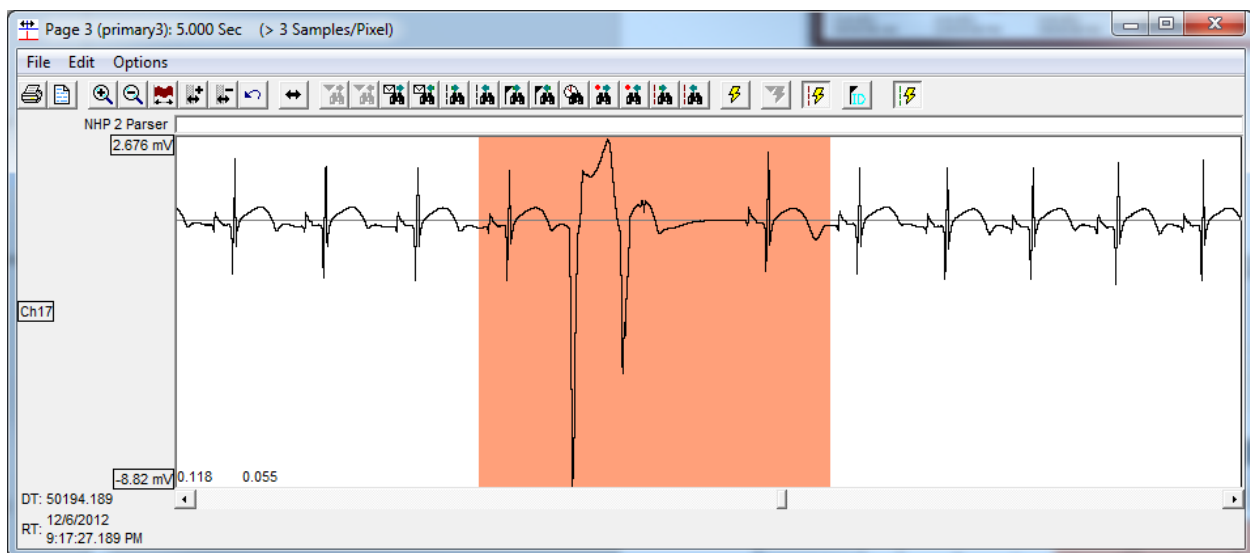 Page 3 (primary3): 5.000 Sec (> 3 Samples/Pixel)
File Edit Options
ID
NHP 2 Parser
2.676 mV
Ch17
-8.82 mV
0.118 0.055
DT: 50194.189
RT: 12/6/2012
9:17:27.189 PM